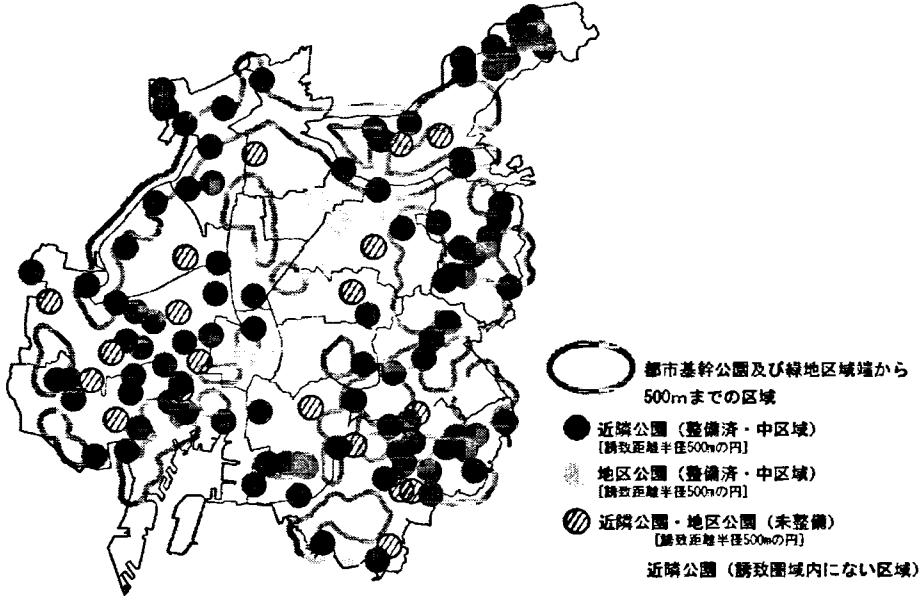 都市基幹公園及び緑地区域端から
500mまでの区域
近隣公園（整備済・中区域）
[誘致距離半径500mの円]
地区公園（整備済・中区域）
[誘致距離半径500mの円]
近隣公園・地区公園（未整備）
[誘致距離半径500mの円]
近隣公園（誘致圏域内にない区域）